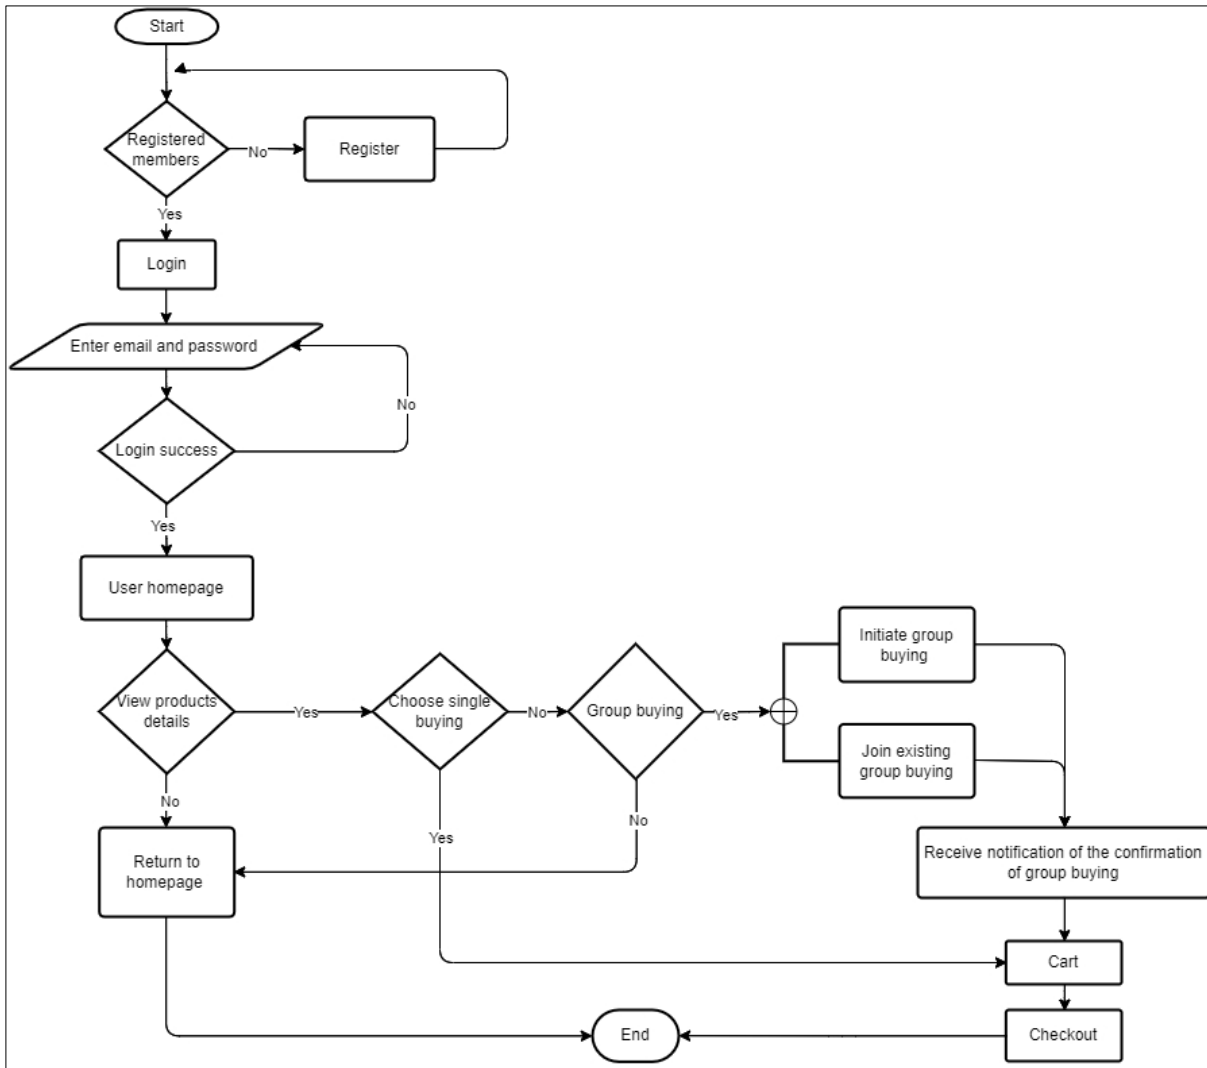 Start
Registered
members
No
Register
Yes
Login
Enter email and password
No
Login success
Yes
User homepage
View products
details
Yes
Choose single
buying
No
Group buying
Yes
Initiate group
buying
Join existing
group buying
No
Yes
No
Return to
homepage
Receive notification of the confirmation
of group buying
Cart
End
Checkout